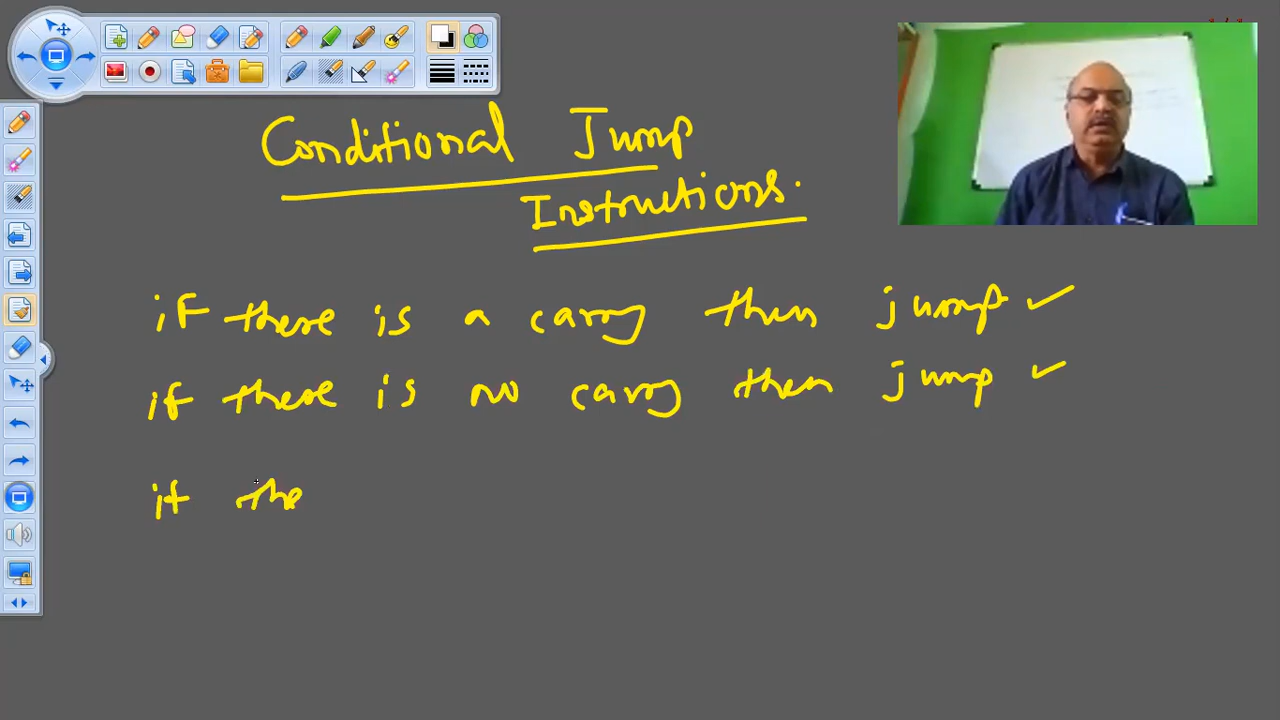 Conditional Jump
Instructions.
if there is a carry then jump ✓
if there is no carry then jump ✓
if the